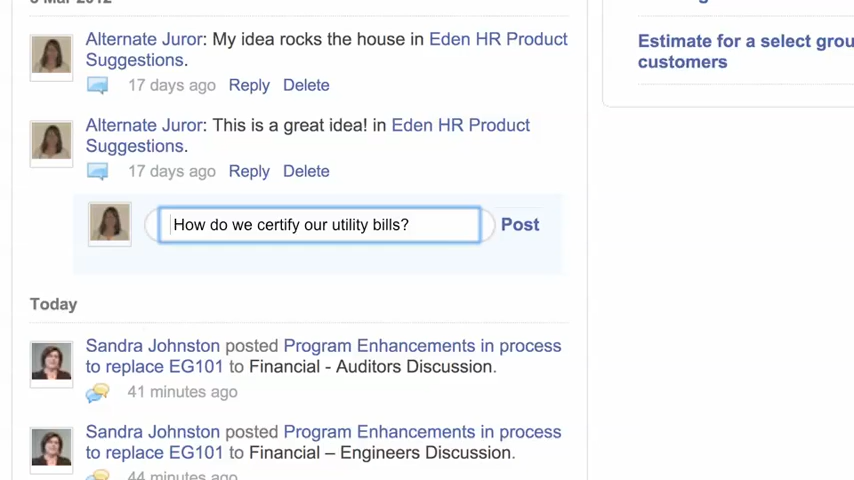 Alternate Juror: My idea rocks the house in Eden HR Product
Suggestions.
17 days ago Reply Delete
Alternate Juror: This is a great idea! in Eden HR Product
Suggestions.
17 days ago Reply Delete
How do we certify our utility bills?
Post
Today
Sandra Johnston posted Program Enhancements in process
to replace EG101 to Financial - Auditors Discussion.
41 minutes ago
Sandra Johnston posted Program Enhancements in process
to replace EG101 to Financial – Engineers Discussion.
44 minutes ago
Estimate for a select
customers